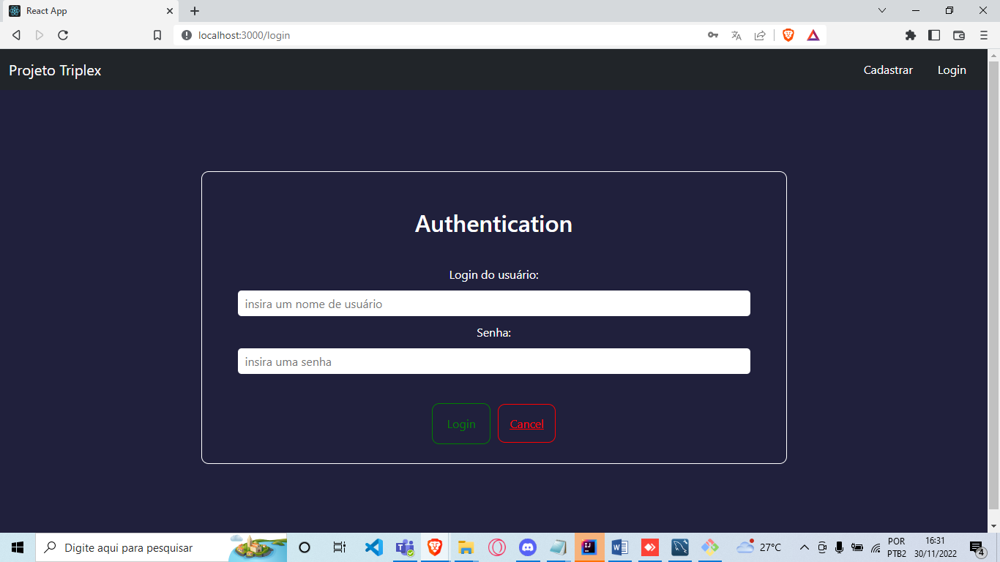 React App
localhost:3000/login
Projeto Triplex
Cadastrar
Login
Authentication
Login do usuário:
insira um nome de usuário
Senha:
insira uma senha
Login
Cancel
Digite aqui para pesquisar
27°C
POR
PTB2
16:31
30/11/2022
4